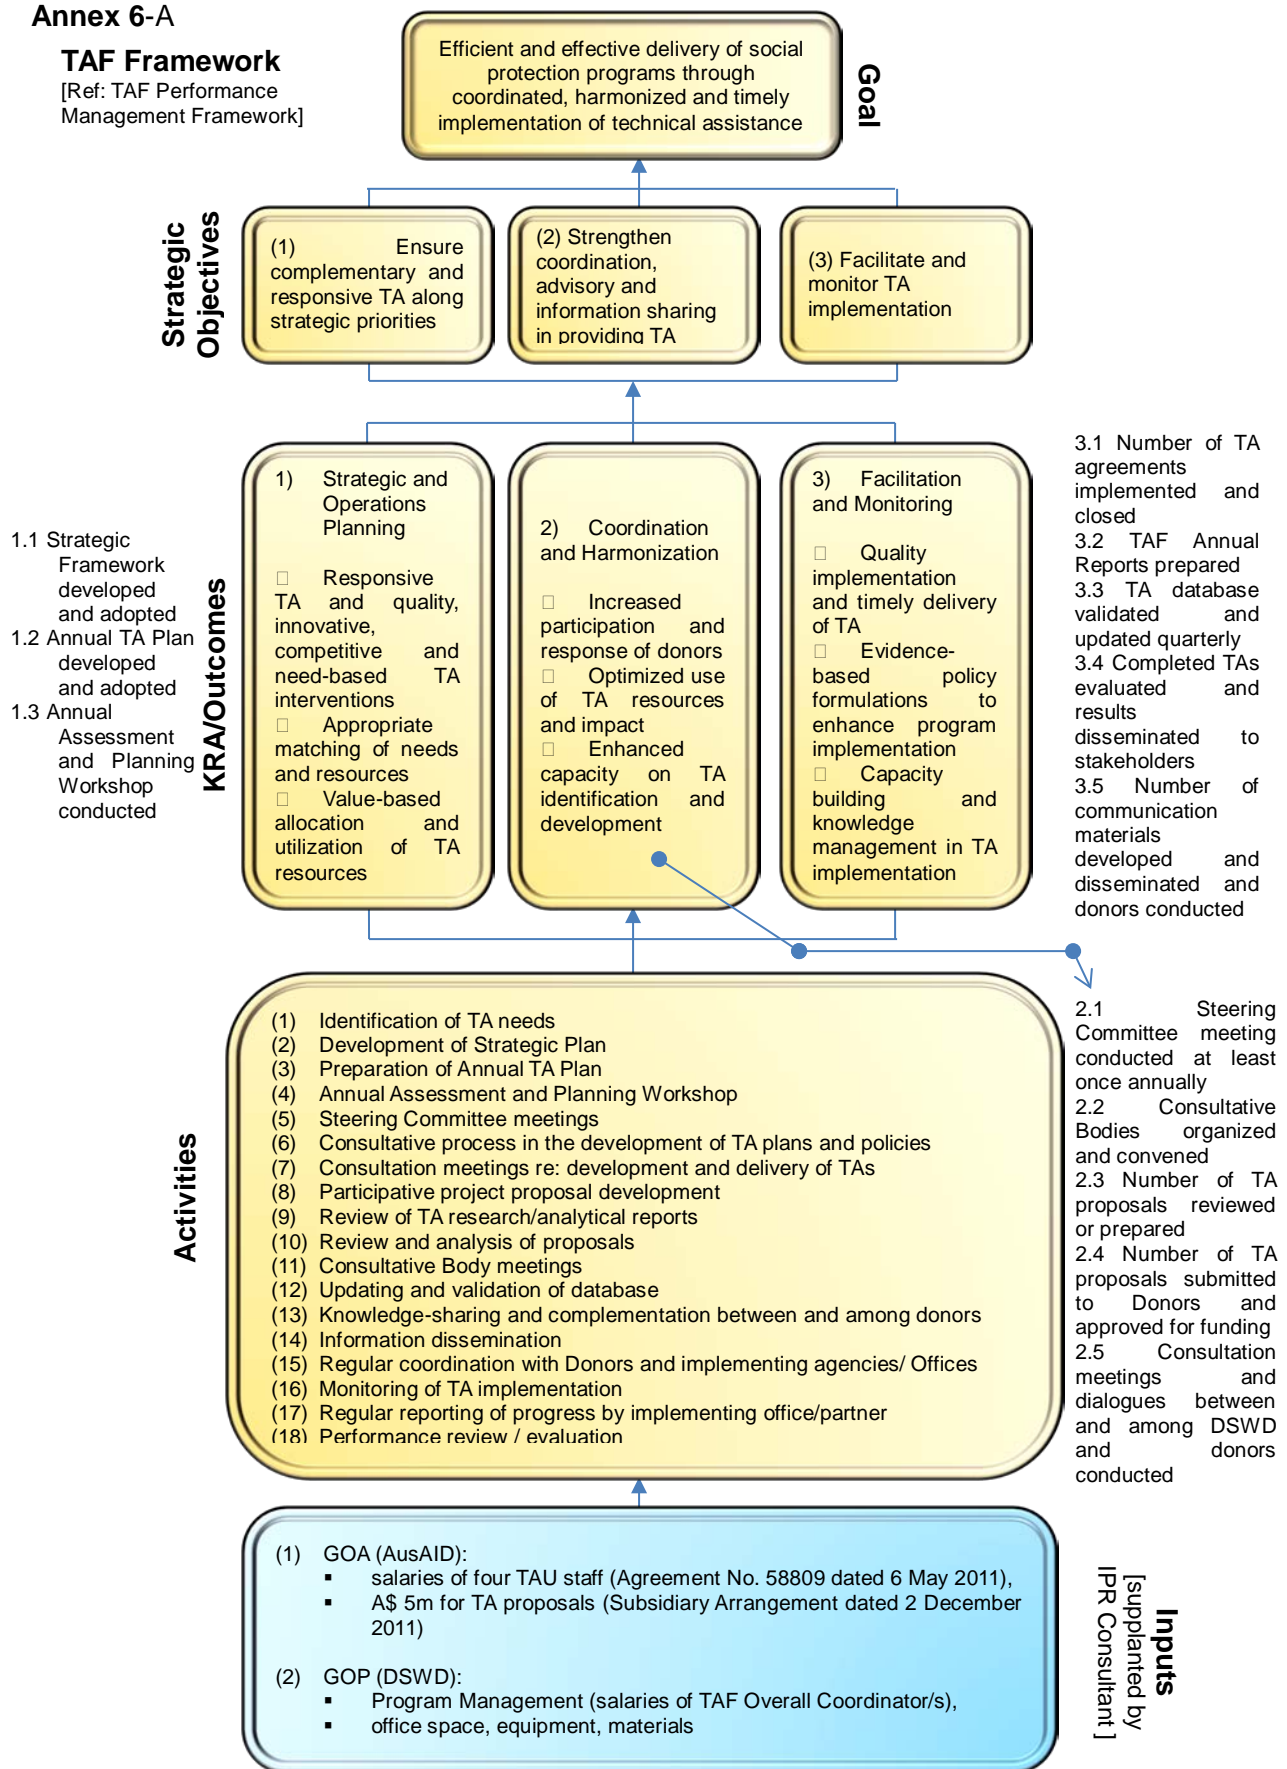 Annex 6-A
TAF Framework
[Ref: TAF Performance
Management Framework]
Efficient and effective delivery of social
protection programs through
coordinated, harmonized and timely
implementation of technical assistance
Goal
Strategic
Objectives
(1) Ensure
complementary and
responsive TA along
strategic priorities
(2) Strengthen
coordination,
advisory and
information sharing
in providing TA
(3) Facilitate and
monitor TA
implementation
1.1 Strategic
Framework
developed
and adopted
1.2 Annual TA Plan
developed
and adopted
1.3 Annual
Assessment
and Planning
Workshop
conducted
KRA/Outcomes
1) Strategic and
Operations
Planning
Responsive
TA and quality,
innovative,
competitive and
need-based TA
interventions
Appropriate
matching of needs
and resources
Value-based
allocation and
utilization of TA
resources
2) Coordination
and Harmonization
Increased
participation and
response of donors
Optimized use
of TA resources
and impact
Enhanced
capacity on TA
identification and
development
3) Facilitation
and Monitoring
Quality
implementation
and timely delivery
of TA
Evidence-
based policy
formulations to
enhance program
implementation
Capacity
building and
knowledge
management in TA
implementation
3.1 Number of TA
agreements
implemented and
closed
3.2 TAF Annual
Reports prepared
3.3 TA database
validated and
updated quarterly
3.4 Completed TAs
evaluated and
results
disseminated to
stakeholders
3.5 Number of
communication
materials
developed and
disseminated and
donors conducted
Activities
(1) Identification of TA needs
(2) Development of Strategic Plan
(3) Preparation of Annual TA Plan
(4) Annual Assessment and Planning Workshop
(5) Steering Committee meetings
(6) Consultative process in the development of TA plans and policies
(7) Consultation meetings re: development and delivery of TAs
(8) Participative project proposal development
(9) Review of TA research/analytical reports
(10) Review and analysis of proposals
(11) Consultative Body meetings
(12) Updating and validation of database
(13) Knowledge-sharing and complementation between and among donors
(14) Information dissemination
(15) Regular coordination with Donors and implementing agencies/ Offices
(16) Monitoring of TA implementation
(17) Regular reporting of progress by implementing office/partner
(18) Performance review / evaluation
2.1 Steering
Committee meeting
conducted at least
once annually
2.2 Consultative
Bodies organized
and convened
2.3 Number of TA
proposals reviewed
or prepared
2.4 Number of TA
proposals submitted
to Donors and
approved for funding
2.5 Consultation
meetings and
dialogues between
and among DSWD
and donors
conducted
(1) GOA (AusAID):
▪ salaries of four TAU staff (Agreement No. 58809 dated 6 May 2011),
▪ A$ 5m for TA proposals (Subsidiary Arrangement dated 2 December
2011)
(2) GOP (DSWD):
▪ Program Management (salaries of TAF Overall Coordinator/s),
▪ office space, equipment, materials
Inputs
[supplanted by
IPR Consultant ]